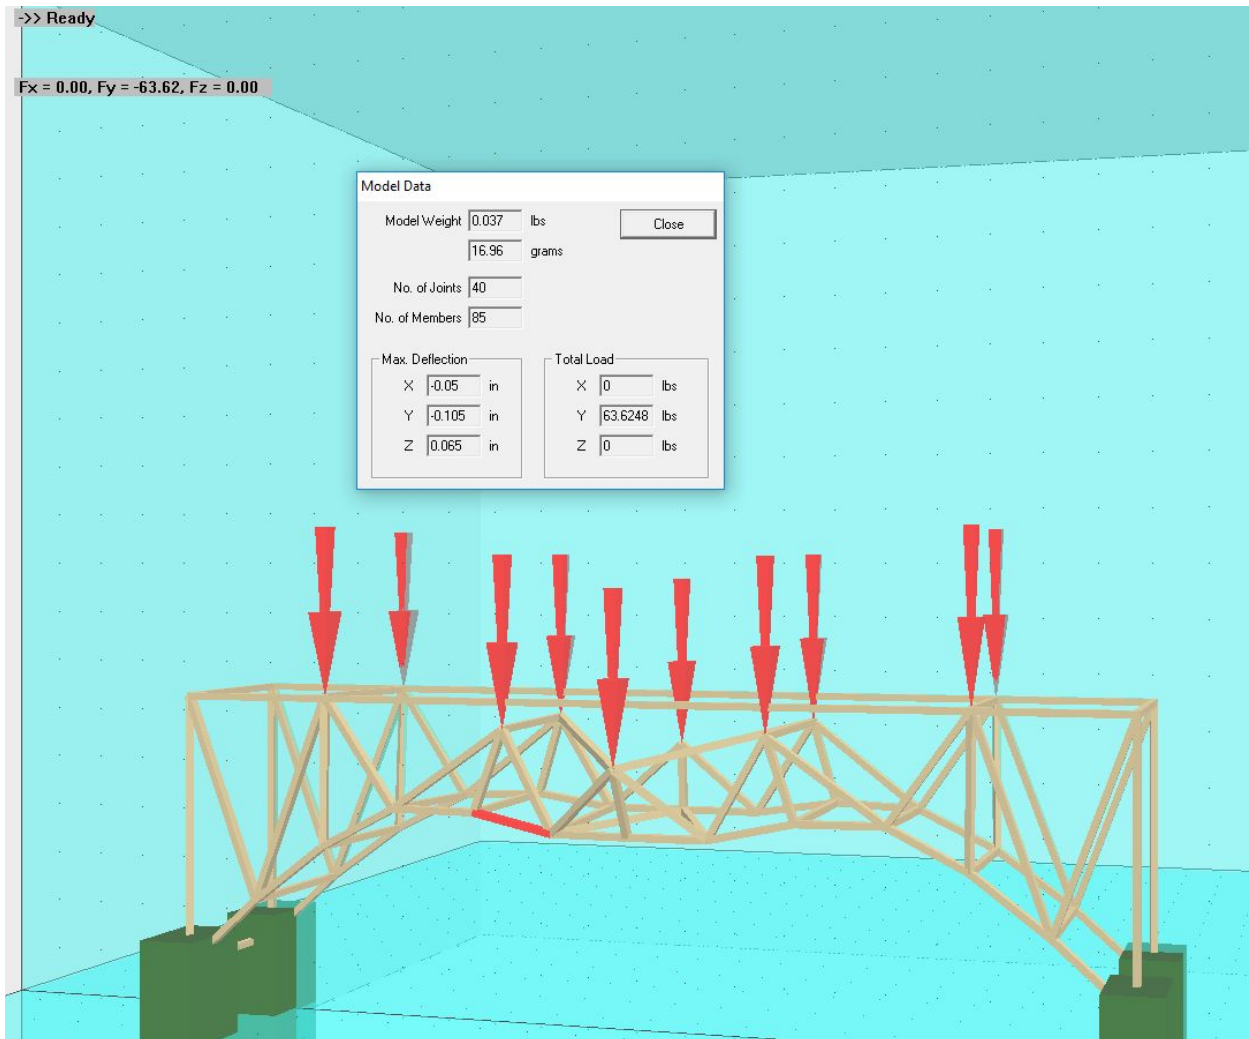 ->> Ready
Fx = 0.00, Fy = -63.62, Fz = 0.00
Model Data
Model Weight 0.037 lbs Close
16.96 grams
No. of Joints 40
No. of Members 85
Max. Deflection
X -0.05 in
Y -0.105 in
Z 0.065 in
Total Load
X 0 lbs
Y 63.6248 lbs
Z 0 lbs